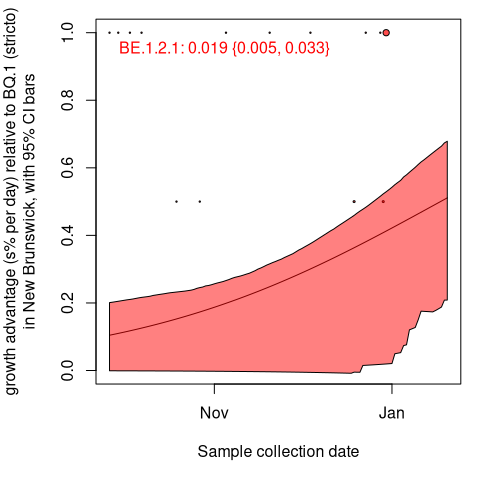 growth advantage (s% per day) relative to BQ.1 (stricto)
in New Brunswick, with 95% CI bars
1.0
0.8
0.6
0.4
0.2
0.0
BE.1.2.1: 0.019 {0.005, 0.033}
Nov
Jan
Sample collection date